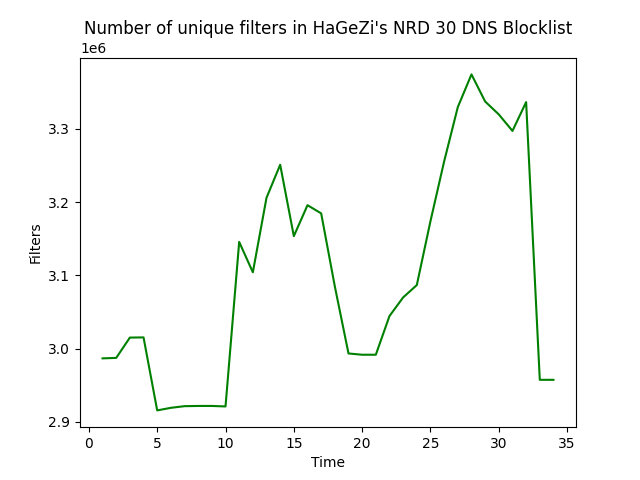 Number of unique filters in HaGeZi's NRD 30 DNS Blocklist
1e6
3.3
3.2
3.1
3.0
2.9
Filters
0 5 10 15 20 25 30 35
Time